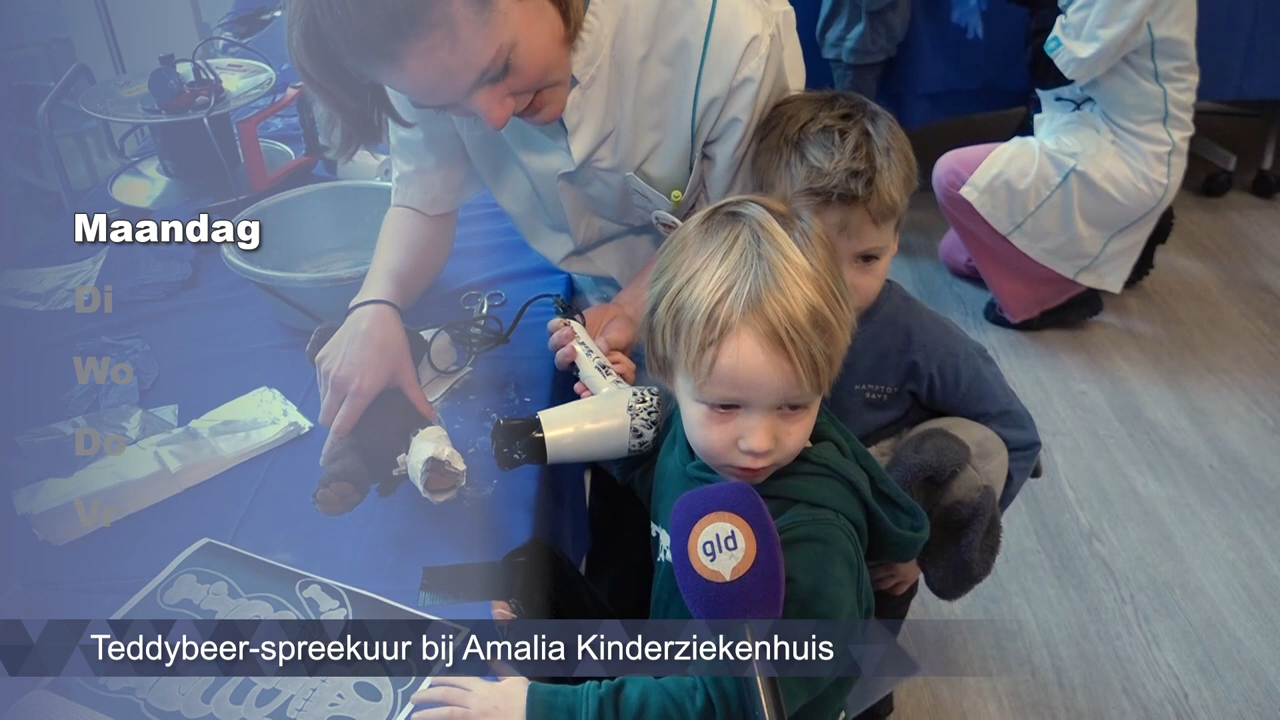 Maandag
Di
Wo
Do
Vr
HAMPTON
BAYS
gld
Teddybeer-spreekuur bij Amalia Kinderziekenhuis